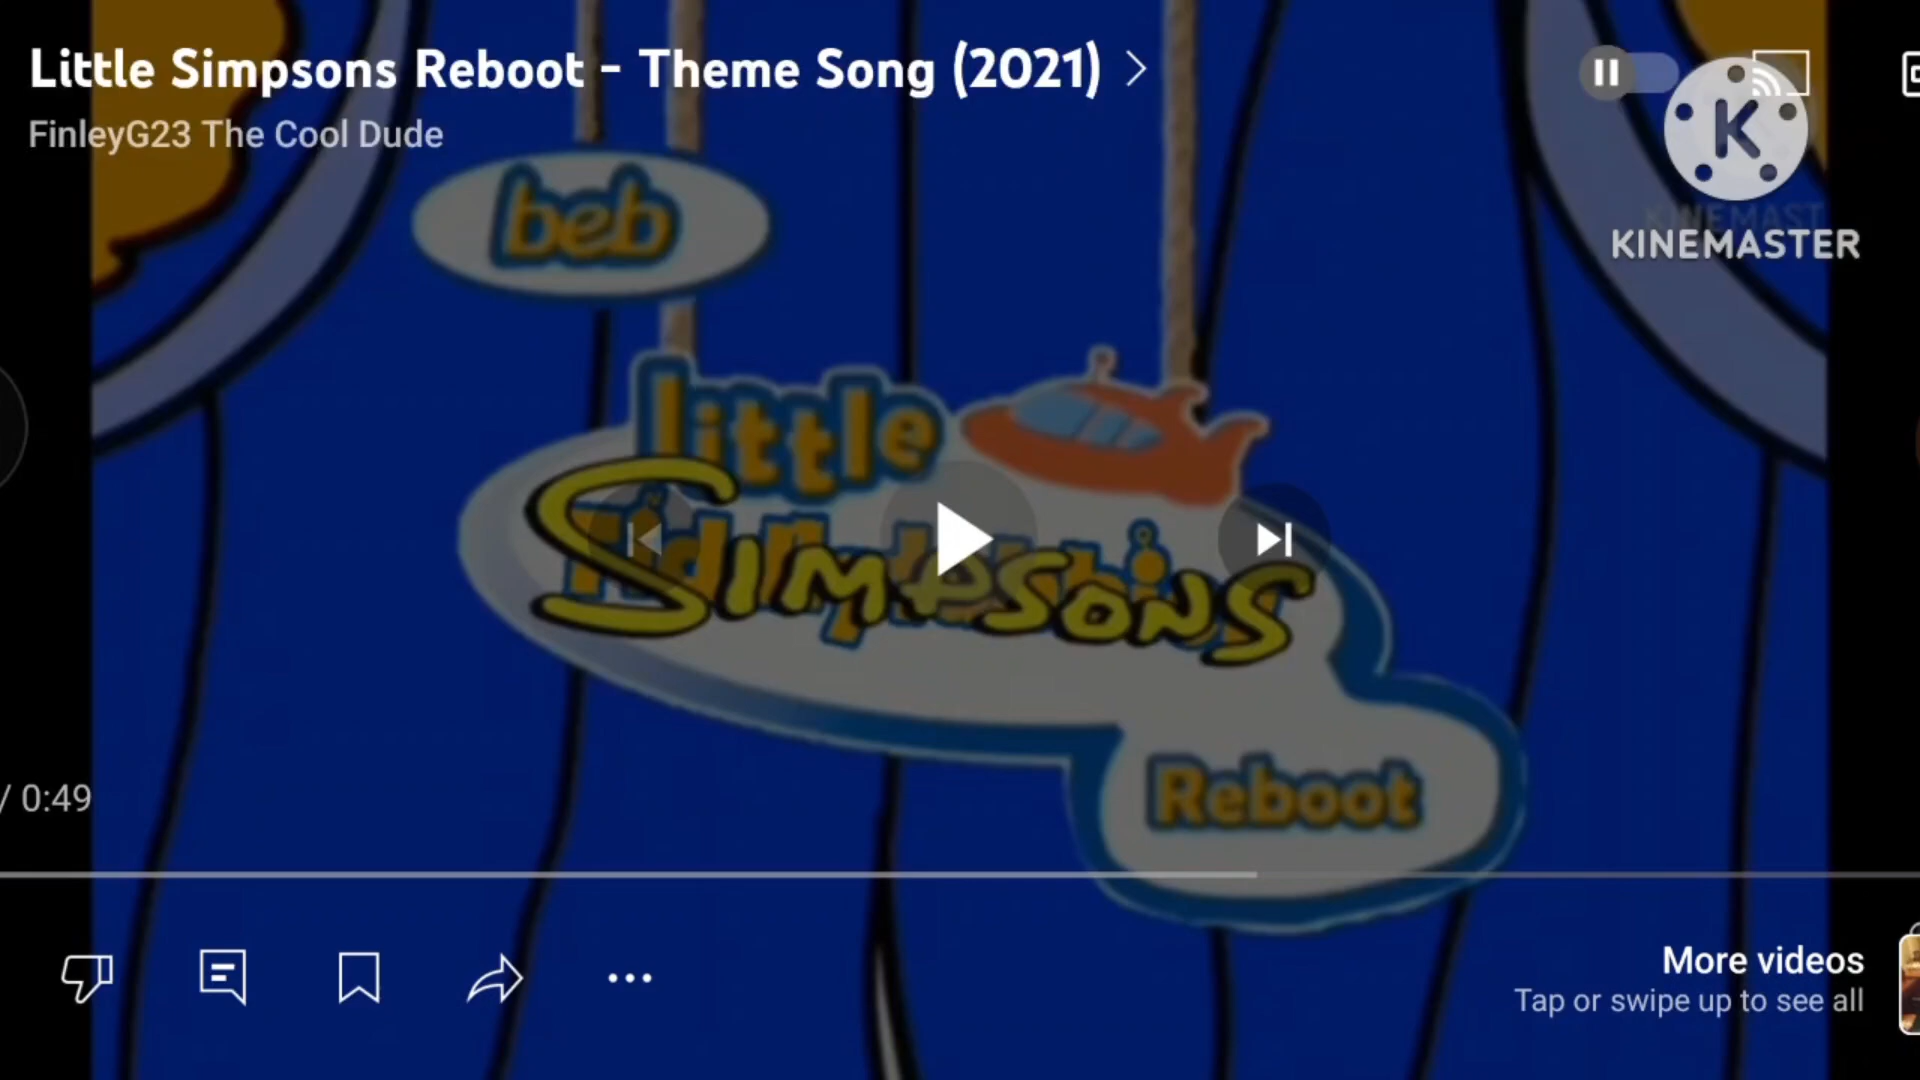 Little Simpsons Reboot - Theme Song (2021)
FinleyG23 The Cool Dude
K
KINEMAST
KINEMASTER
beb
little
SIMPSONS
Reboot
/ 0:49
More videos
Tap or swipe up to see all